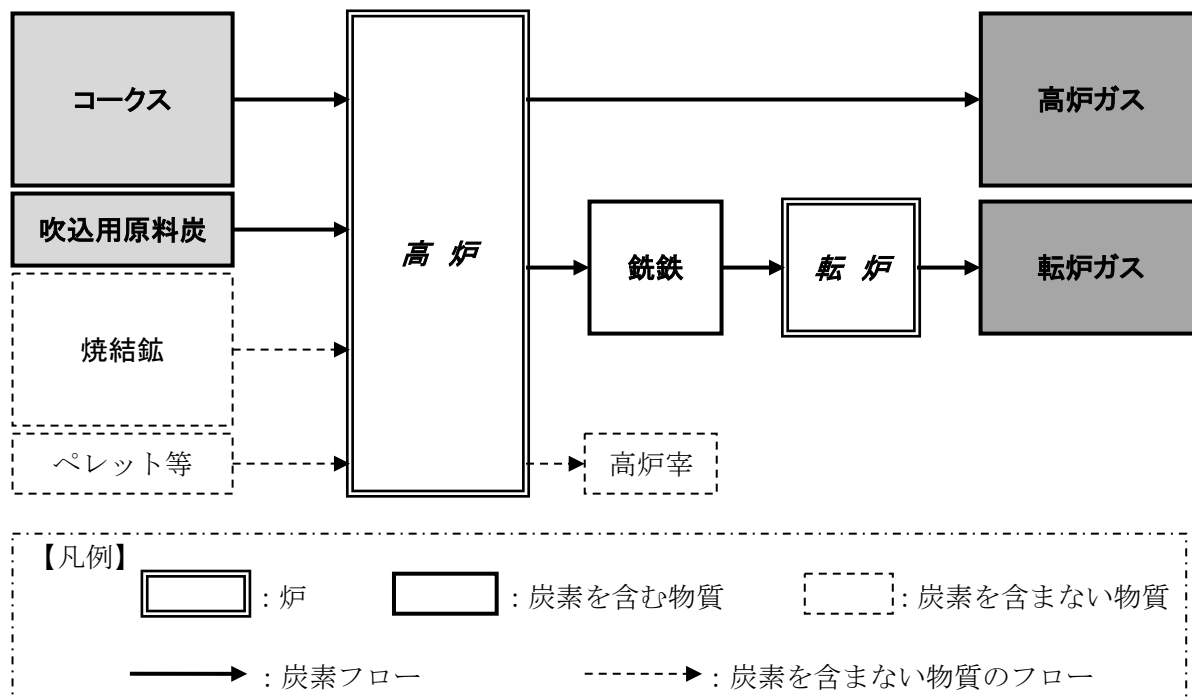 コークス
吹込用原料炭
焼結鉱
ペレット等
高 炉
銑鉄
転 炉
高炉ガス
転炉ガス
高炉宰
【凡例】
: 炉
: 炭素を含む物質
: 炭素を含まない物質
: 炭素フロー
: 炭素を含まない物質のフロー